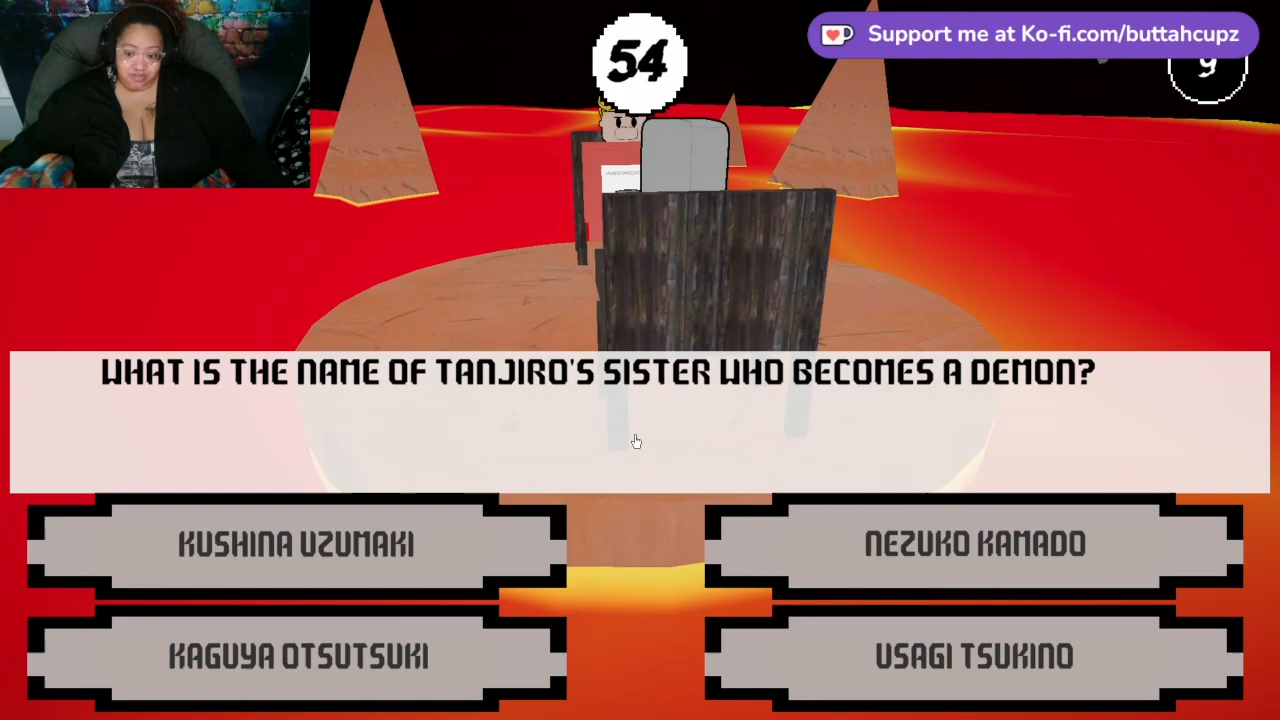 54
Support me at Ko-fi.com/buttahcupz
9
WHAT IS THE NAME OF TANJIRO'S SISTER WHO BECOMES A DEMON?
KUSHINA UZUMAKI
NEZUKO KAMADO
KAGUYA OTSUTSUKI
USAGI TSUKINO